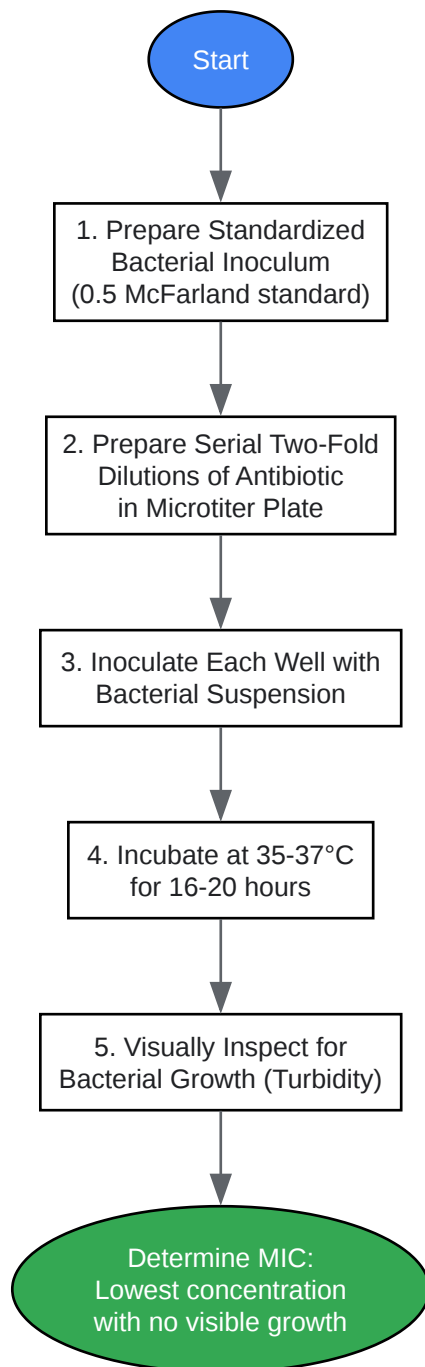 Start
1. Prepare Standardized
Bacterial Inoculum
(0.5 McFarland standard)
2. Prepare Serial Two-Fold
Dilutions of Antibiotic
in Microtiter Plate
3. Inoculate Each Well with
Bacterial Suspension
4. Incubate at 35-37°C
for 16-20 hours
5. Visually Inspect for
Bacterial Growth (Turbidity)
Determine MIC:
Lowest concentration
with no visible growth